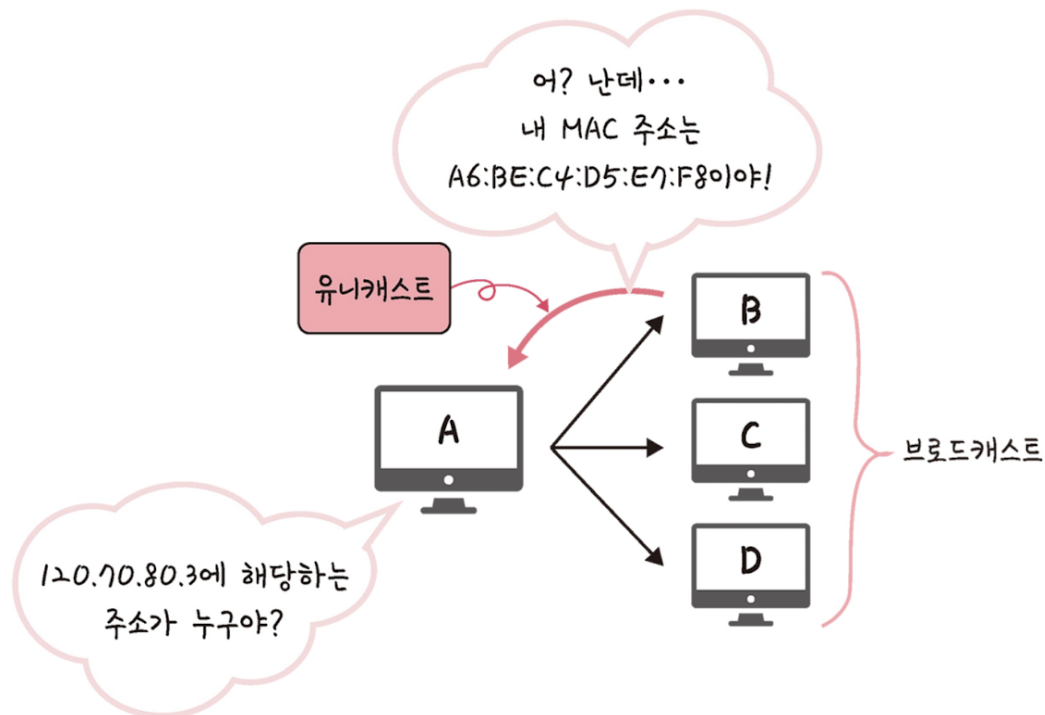 어? 난데...
내 MAC 주소는
A6:BE:C4:D5:E7:F8이야!
유니캐스트
B
A
C
브로드캐스트
D
120.70.80.3에 해당하는
주소가 누구야?